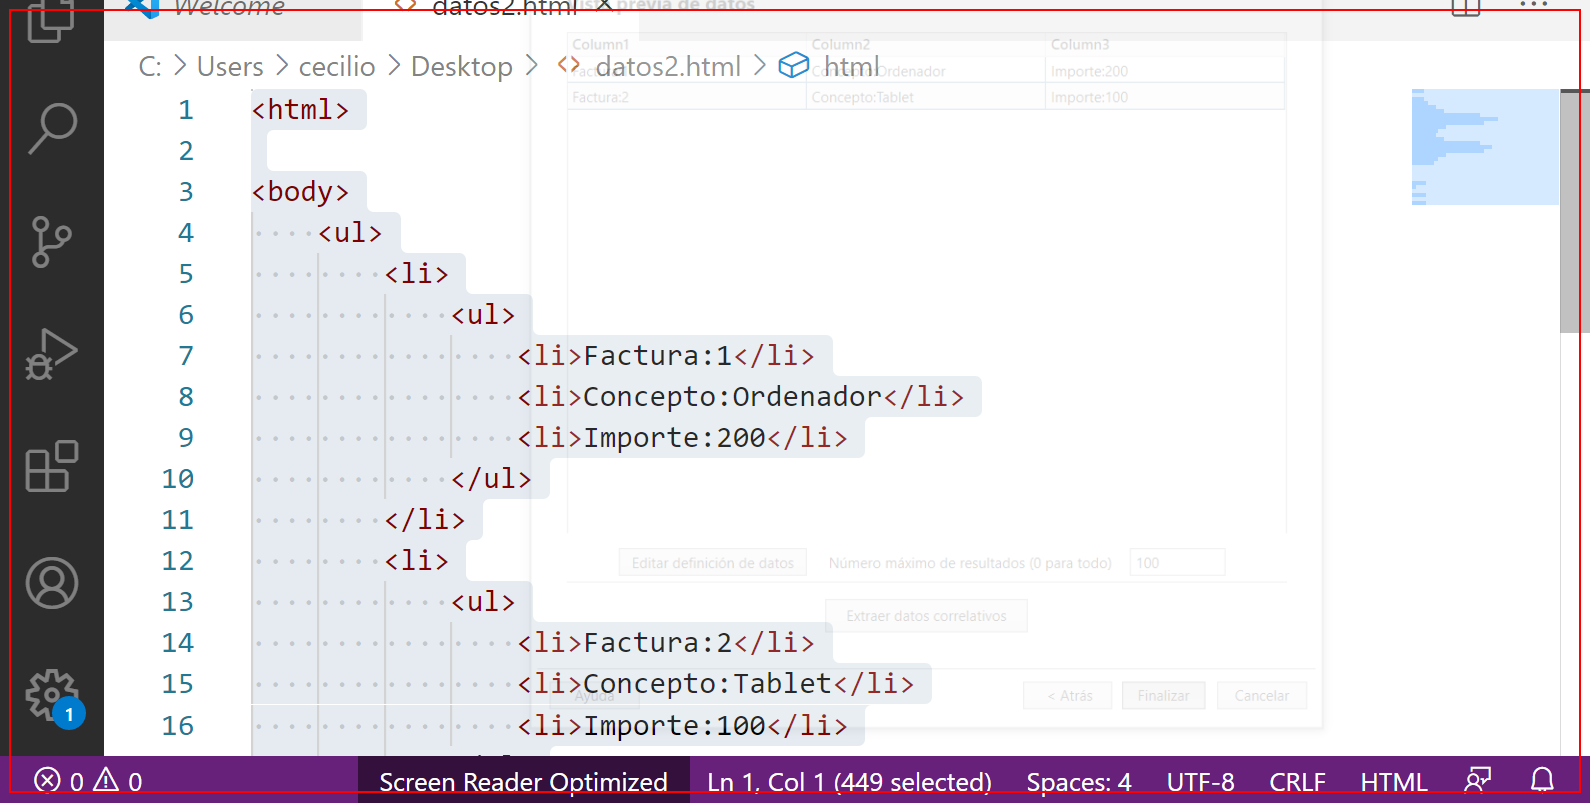 Welcome
datos2.html
Vista previa de datos
C: > Users > cecilio > Desktop > datos2.html > html
Column1 Column2 Column3
Factura:1 Concepto:Ordenador Importe:200
Factura:2 Concepto:Tablet Importe:100
1 <html>
2
3 <body>
4 <ul>
5 <li>
6 <ul>
7 <li>Factura:1</li>
8 <li>Concepto:Ordenador</li>
9 <li>Importe:200</li>
10 </ul>
11 </li>
12 <li>
13 <ul>
14 <li>Factura:2</li>
15 <li>Concepto:Tablet</li>
16 <li>Importe:100</li>
Editar definición de datos Número máximo de resultados (0 para todo) 100
Extraer datos correlativos
Ayuda < Atrás Finalizar Cancelar
1
0 0 Screen Reader Optimized Ln 1, Col 1 (449 selected) Spaces: 4 UTF-8 CRLF HTML